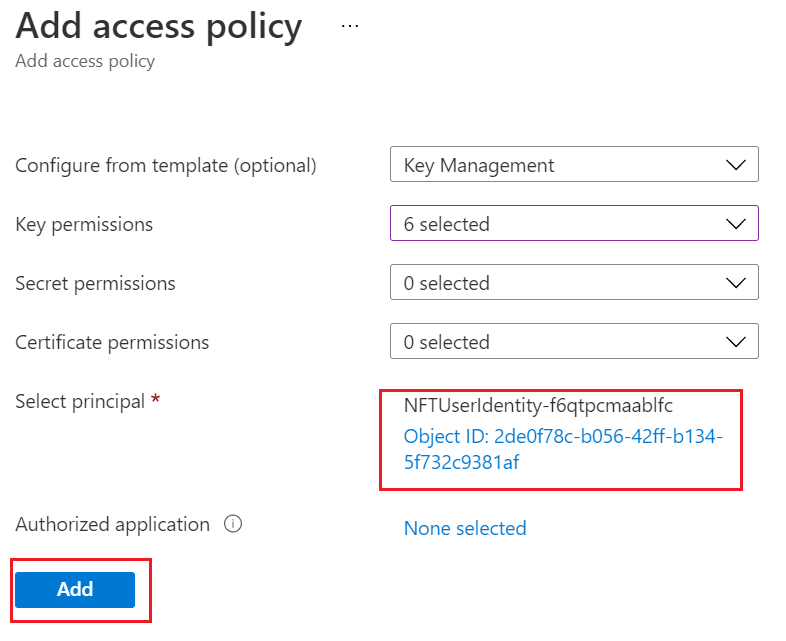 Add access policy ...
Add access policy
Configure from template (optional) Key Management
Key permissions 6 selected
Secret permissions 0 selected
Certificate permissions 0 selected
Select principal * NFTUserIdentity-f6qtpcmaablfc
Object ID: 2de0f78c-b056-42ff-b134-
5f732c9381af
Authorized application None selected
Add